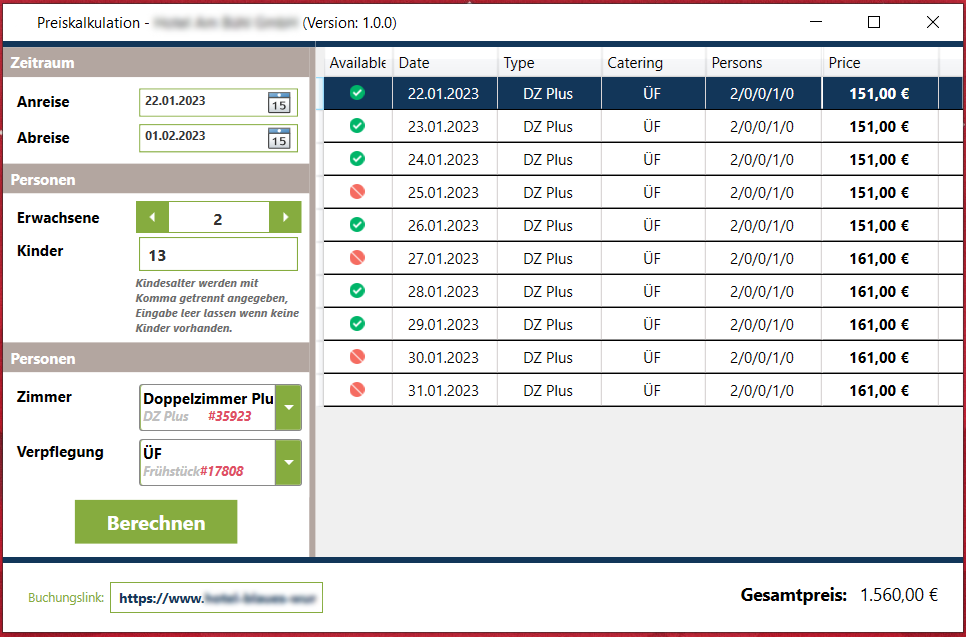 Preiskalkulation - (Version: 1.0.0)
Zeitraum
Anreise 22.01.2023 15
Abreise 01.02.2023 15
Personen
Erwachsene 2
Kinder 13
Kindesalter werden mit
Komma getrennt angegeben,
Eingabe leer lassen wenn keine
Kinder vorhanden.
Personen
Zimmer Doppelzimmer Plu
DZ Plus #35923
Verpflegung ÜF
Frühstück#17808
Berechnen
Available Date Type Catering Persons Price
22.01.2023 DZ Plus ÜF 2/0/0/1/0 151,00 €
23.01.2023 DZ Plus ÜF 2/0/0/1/0 151,00 €
24.01.2023 DZ Plus ÜF 2/0/0/1/0 151,00 €
25.01.2023 DZ Plus ÜF 2/0/0/1/0 151,00 €
26.01.2023 DZ Plus ÜF 2/0/0/1/0 151,00 €
27.01.2023 DZ Plus ÜF 2/0/0/1/0 161,00 €
28.01.2023 DZ Plus ÜF 2/0/0/1/0 161,00 €
29.01.2023 DZ Plus ÜF 2/0/0/1/0 161,00 €
30.01.2023 DZ Plus ÜF 2/0/0/1/0 161,00 €
31.01.2023 DZ Plus ÜF 2/0/0/1/0 161,00 €
Buchungslink: https://www.
Gesamtpreis: 1.560,00 €